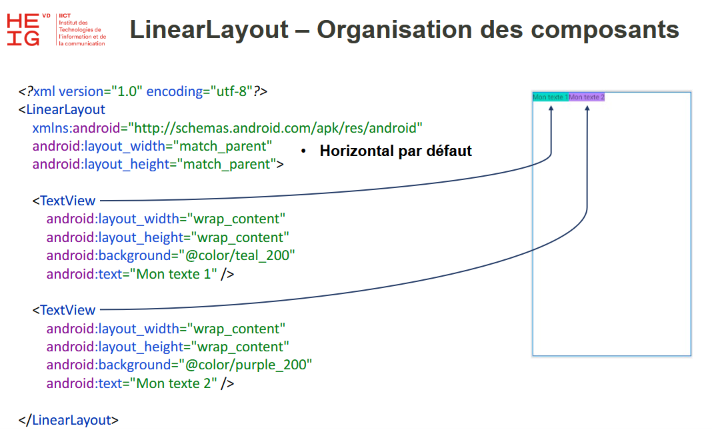 HE
IG
VD
IICT
Institut des
Technologies de
l'information et de
la communication
LinearLayout – Organisation des composants
<?xml version="1.0" encoding="utf-8"?>
<LinearLayout
xmlns:android="http://schemas.android.com/apk/res/android"
android:layout_width="match_parent"
android:layout_height="match_parent">
• Horizontal par défaut
<TextView
android:layout_width="wrap_content"
android:layout_height="wrap_content"
android:background="@color/teal_200"
android:text="Mon texte 1" />
<TextView
android:layout_width="wrap_content"
android:layout_height="wrap_content"
android:background="@color/purple_200"
android:text="Mon texte 2" />
</LinearLayout>
Mon texte 1Mon texte 2